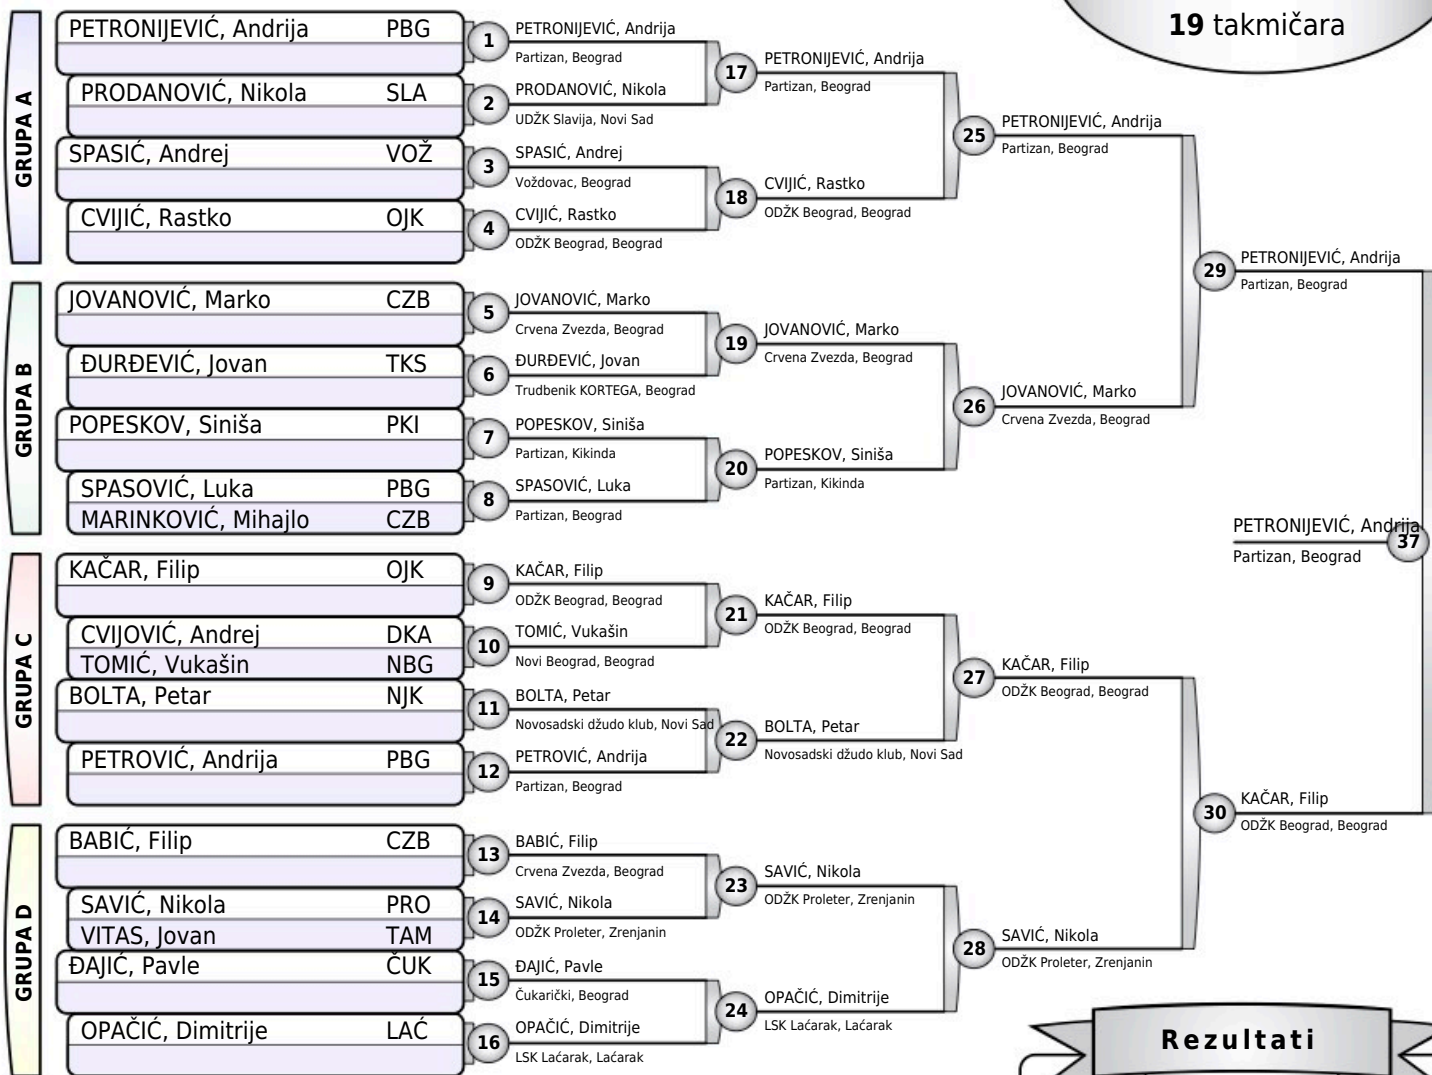 19 takmičara
GRUPA A
PETRONIJEVIĆ, Andrija PBG
PRODANOVIĆ, Nikola SLA
SPASIĆ, Andrej VOŽ
CVIJIĆ, Rastko OJK
GRUPA B
JOVANOVIĆ, Marko CZB
ĐURĐEVIĆ, Jovan TKS
POPESKOV, Siniša PKI
SPASOVIĆ, Luka PBG
MARINKOVIĆ, Mihajlo CZB
GRUPA C
KAČAR, Filip OJK
CVIJOVIĆ, Andrej DKA
TOMIĆ, Vukašin NBG
BOLTA, Petar NJK
PETROVIĆ, Andrija PBG
GRUPA D
BABIĆ, Filip CZB
SAVIĆ, Nikola PRO
VITAS, Jovan TAM
ĐAJIĆ, Pavle ČUK
OPAČIĆ, Dimitrije LAĆ
1 PETRONIJEVIĆ, Andrija
Partizan, Beograd
2 PRODANOVIĆ, Nikola
UDŽK Slavija, Novi Sad
3 SPASIĆ, Andrej
Voždovac, Beograd
4 CVIJIĆ, Rastko
ODŽK Beograd, Beograd
5 JOVANOVIĆ, Marko
Crvena Zvezda, Beograd
6 ĐURĐEVIĆ, Jovan
Trudbenik KORTEGA, Beograd
7 POPESKOV, Siniša
Partizan, Kikinda
8 SPASOVIĆ, Luka
Partizan, Beograd
9 KAČAR, Filip
ODŽK Beograd, Beograd
10 TOMIĆ, Vukašin
Novi Beograd, Beograd
11 BOLTA, Petar
Novosadski džudo klub, Novi Sad
12 PETROVIĆ, Andrija
Partizan, Beograd
13 BABIĆ, Filip
Crvena Zvezda, Beograd
14 SAVIĆ, Nikola
ODŽK Proleter, Zrenjanin
15 ĐAJIĆ, Pavle
Čukarički, Beograd
16 OPAČIĆ, Dimitrije
LSK Laćarak, Laćarak
17 PETRONIJEVIĆ, Andrija
Partizan, Beograd
18 CVIJIĆ, Rastko
ODŽK Beograd, Beograd
19 JOVANOVIĆ, Marko
Crvena Zvezda, Beograd
20 POPESKOV, Siniša
Partizan, Kikinda
21 KAČAR, Filip
ODŽK Beograd, Beograd
22 BOLTA, Petar
Novosadski džudo klub, Novi Sad
23 SAVIĆ, Nikola
ODŽK Proleter, Zrenjanin
24 OPAČIĆ, Dimitrije
LSK Laćarak, Laćarak
25 PETRONIJEVIĆ, Andrija
Partizan, Beograd
26 JOVANOVIĆ, Marko
Crvena Zvezda, Beograd
27 KAČAR, Filip
ODŽK Beograd, Beograd
28 SAVIĆ, Nikola
ODŽK Proleter, Zrenjanin
29 PETRONIJEVIĆ, Andrija
Partizan, Beograd
30 KAČAR, Filip
ODŽK Beograd, Beograd
PETRONIJEVIĆ, Andrija
37
Partizan, Beograd
Rezultati